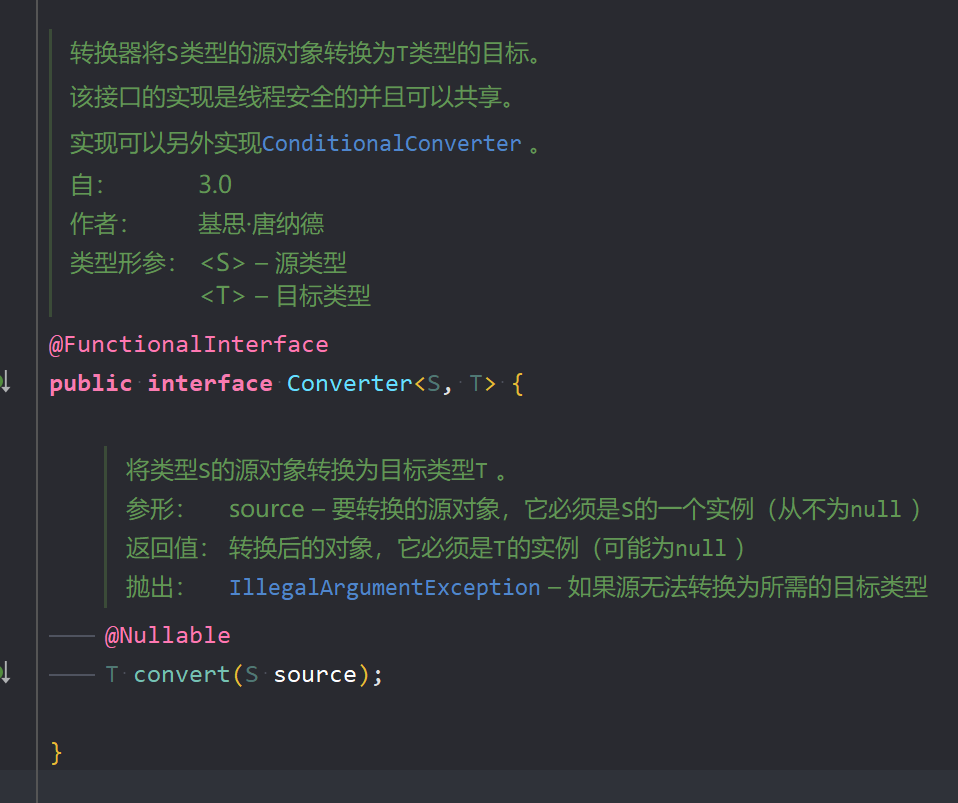 转换器将S类型的源对象转换为T类型的目标。
该接口的实现是线程安全的并且可以共享。
实现可以另外实现ConditionalConverter 。
自： 3.0
作者： 基思·唐纳德
类型形参： <S> – 源类型
<T> – 目标类型
@FunctionalInterface
public interface Converter<S, T> {
将类型S的源对象转换为目标类型T 。
参形： source – 要转换的源对象，它必须是S的一个实例（从不为null ）
返回值： 转换后的对象，它必须是T的实例（可能为null ）
抛出： IllegalArgumentException – 如果源无法转换为所需的目标类型
@Nullable
T convert(S source);
}